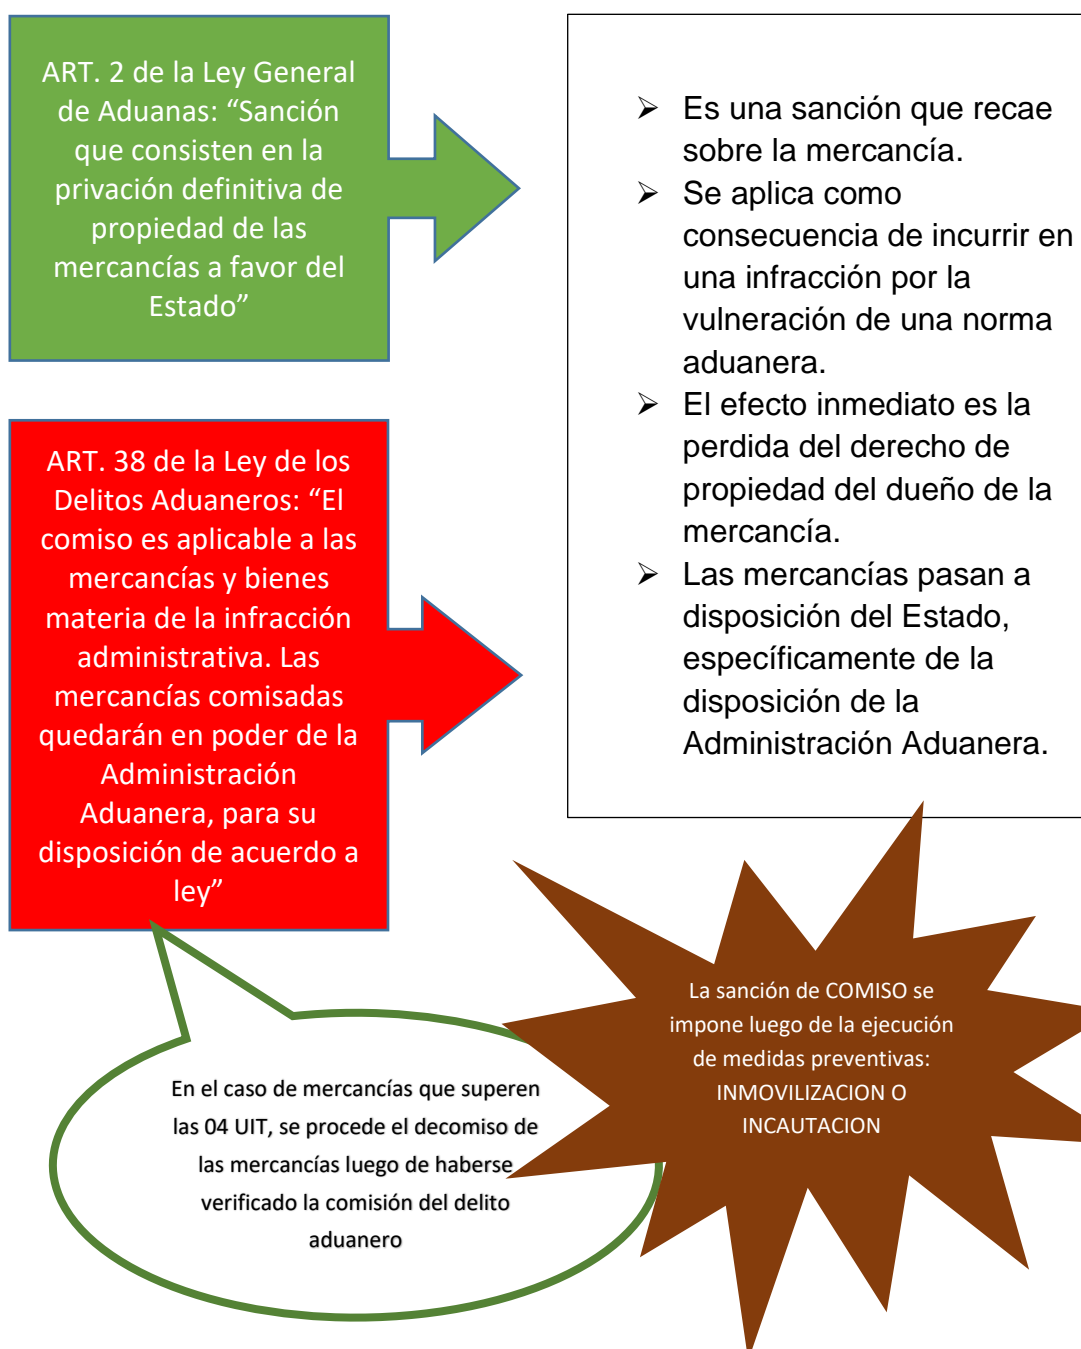 ART. 2 de la Ley General
de Aduanas: “Sanción
que consisten en la
privación definitiva de
propiedad de las
mercancías a favor del
Estado”
➢ Es una sanción que recae
sobre la mercancía.
➢ Se aplica como
consecuencia de incurrir en
una infracción por la
vulneración de una norma
aduanera.
➢ El efecto inmediato es la
perdida del derecho de
propiedad del dueño de la
mercancía.
➢ Las mercancías pasan a
disposición del Estado,
específicamente de la
disposición de la
Administración Aduanera.
ART. 38 de la Ley de los
Delitos Aduaneros: “El
comiso es aplicable a las
mercancías y bienes
materia de la infracción
administrativa. Las
mercancías comisadas
quedarán en poder de la
Administración
Aduanera, para su
disposición de acuerdo a
ley”
La sanción de COMISO se
impone luego de la ejecución
de medidas preventivas:
INMOVILIZACION O
INCAUTACION
En el caso de mercancías que superen
las 04 UIT, se procede el decomiso de
las mercancías luego de haberse
verificado la comisión del delito
aduanero